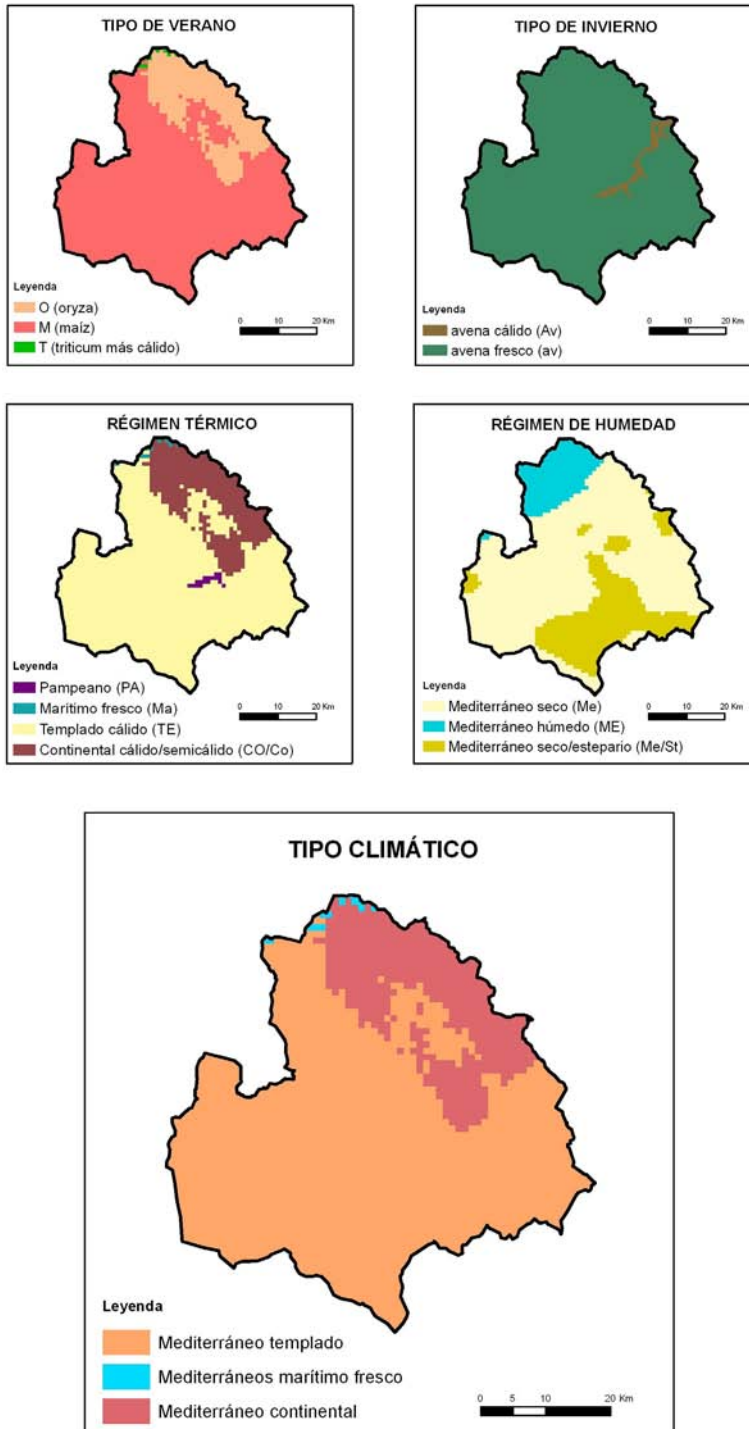 TIPO DE VERANO
Leyenda
O (oryza)
M (maíz)
T (triticum más cálido)
0 10 20 Km
TIPO DE INVIERNO
Leyenda
avena cálido (Av)
avena fresco (av)
0 10 20 Km
RÉGIMEN TÉRMICO
Leyenda
Pampeano (PA)
Marítimo fresco (Ma)
Templado cálido (TE)
Continental cálido/semicálido (CO/Co)
0 10 20 Km
RÉGIMEN DE HUMEDAD
Leyenda
Mediterráneo seco (Me)
Mediterráneo húmedo (ME)
Mediterráneo seco/estepario (Me/St)
0 10 20 Km
TIPO CLIMÁTICO
Leyenda
Mediterráneo templado
Mediterráneos marítimo fresco
Mediterráneo continental
0 5 10 20 Km